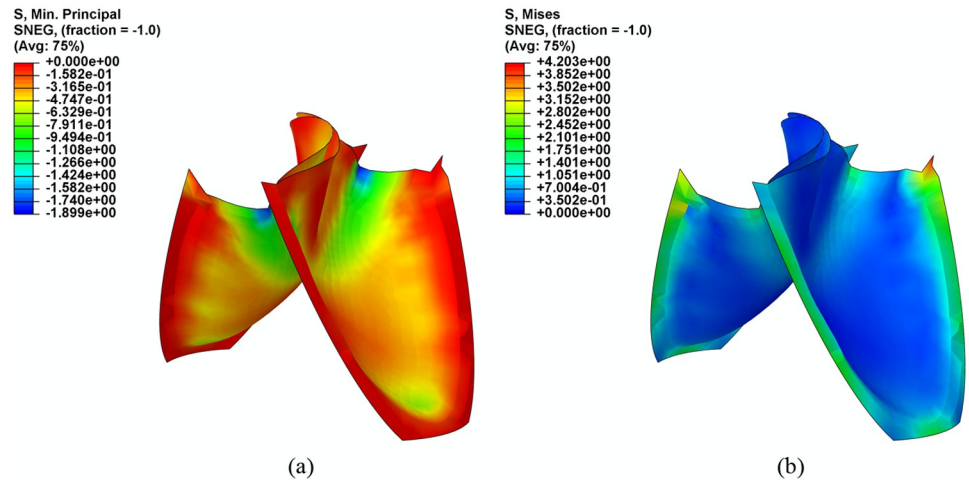 S, Min. Principal
SNEG, (fraction = -1.0)
(Avg: 75%)
+0.000e+00
-1.582e-01
-3.165e-01
-4.747e-01
-6.329e-01
-7.911e-01
-9.494e-01
-1.108e+00
-1.266e+00
-1.424e+00
-1.582e+00
-1.740e+00
-1.899e+00
S, Mises
SNEG, (fraction = -1.0)
(Avg: 75%)
+4.203e+00
+3.852e+00
+3.502e+00
+3.152e+00
+2.802e+00
+2.452e+00
+2.101e+00
+1.751e+00
+1.401e+00
+1.051e+00
+7.004e-01
+3.502e-01
+0.000e+00
(a)
(b)